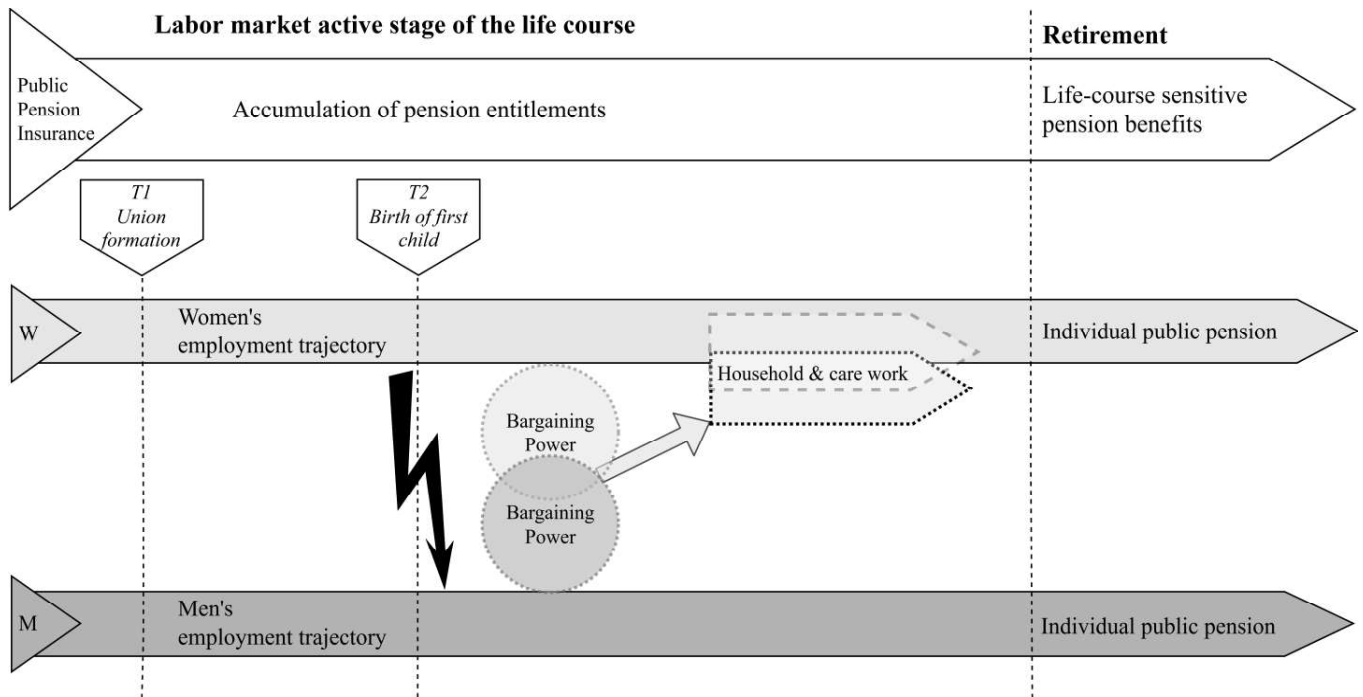 Labor market active stage of the life course
Retirement
Public
Pension
Insurance
Accumulation of pension entitlements
Life-course sensitive
pension benefits
T1
Union
formation
T2
Birth of first
child
W
Women's
employment trajectory
Individual public pension
Household & care work
Bargaining
Power
Bargaining
Power
M
Men's
employment trajectory
Individual public pension